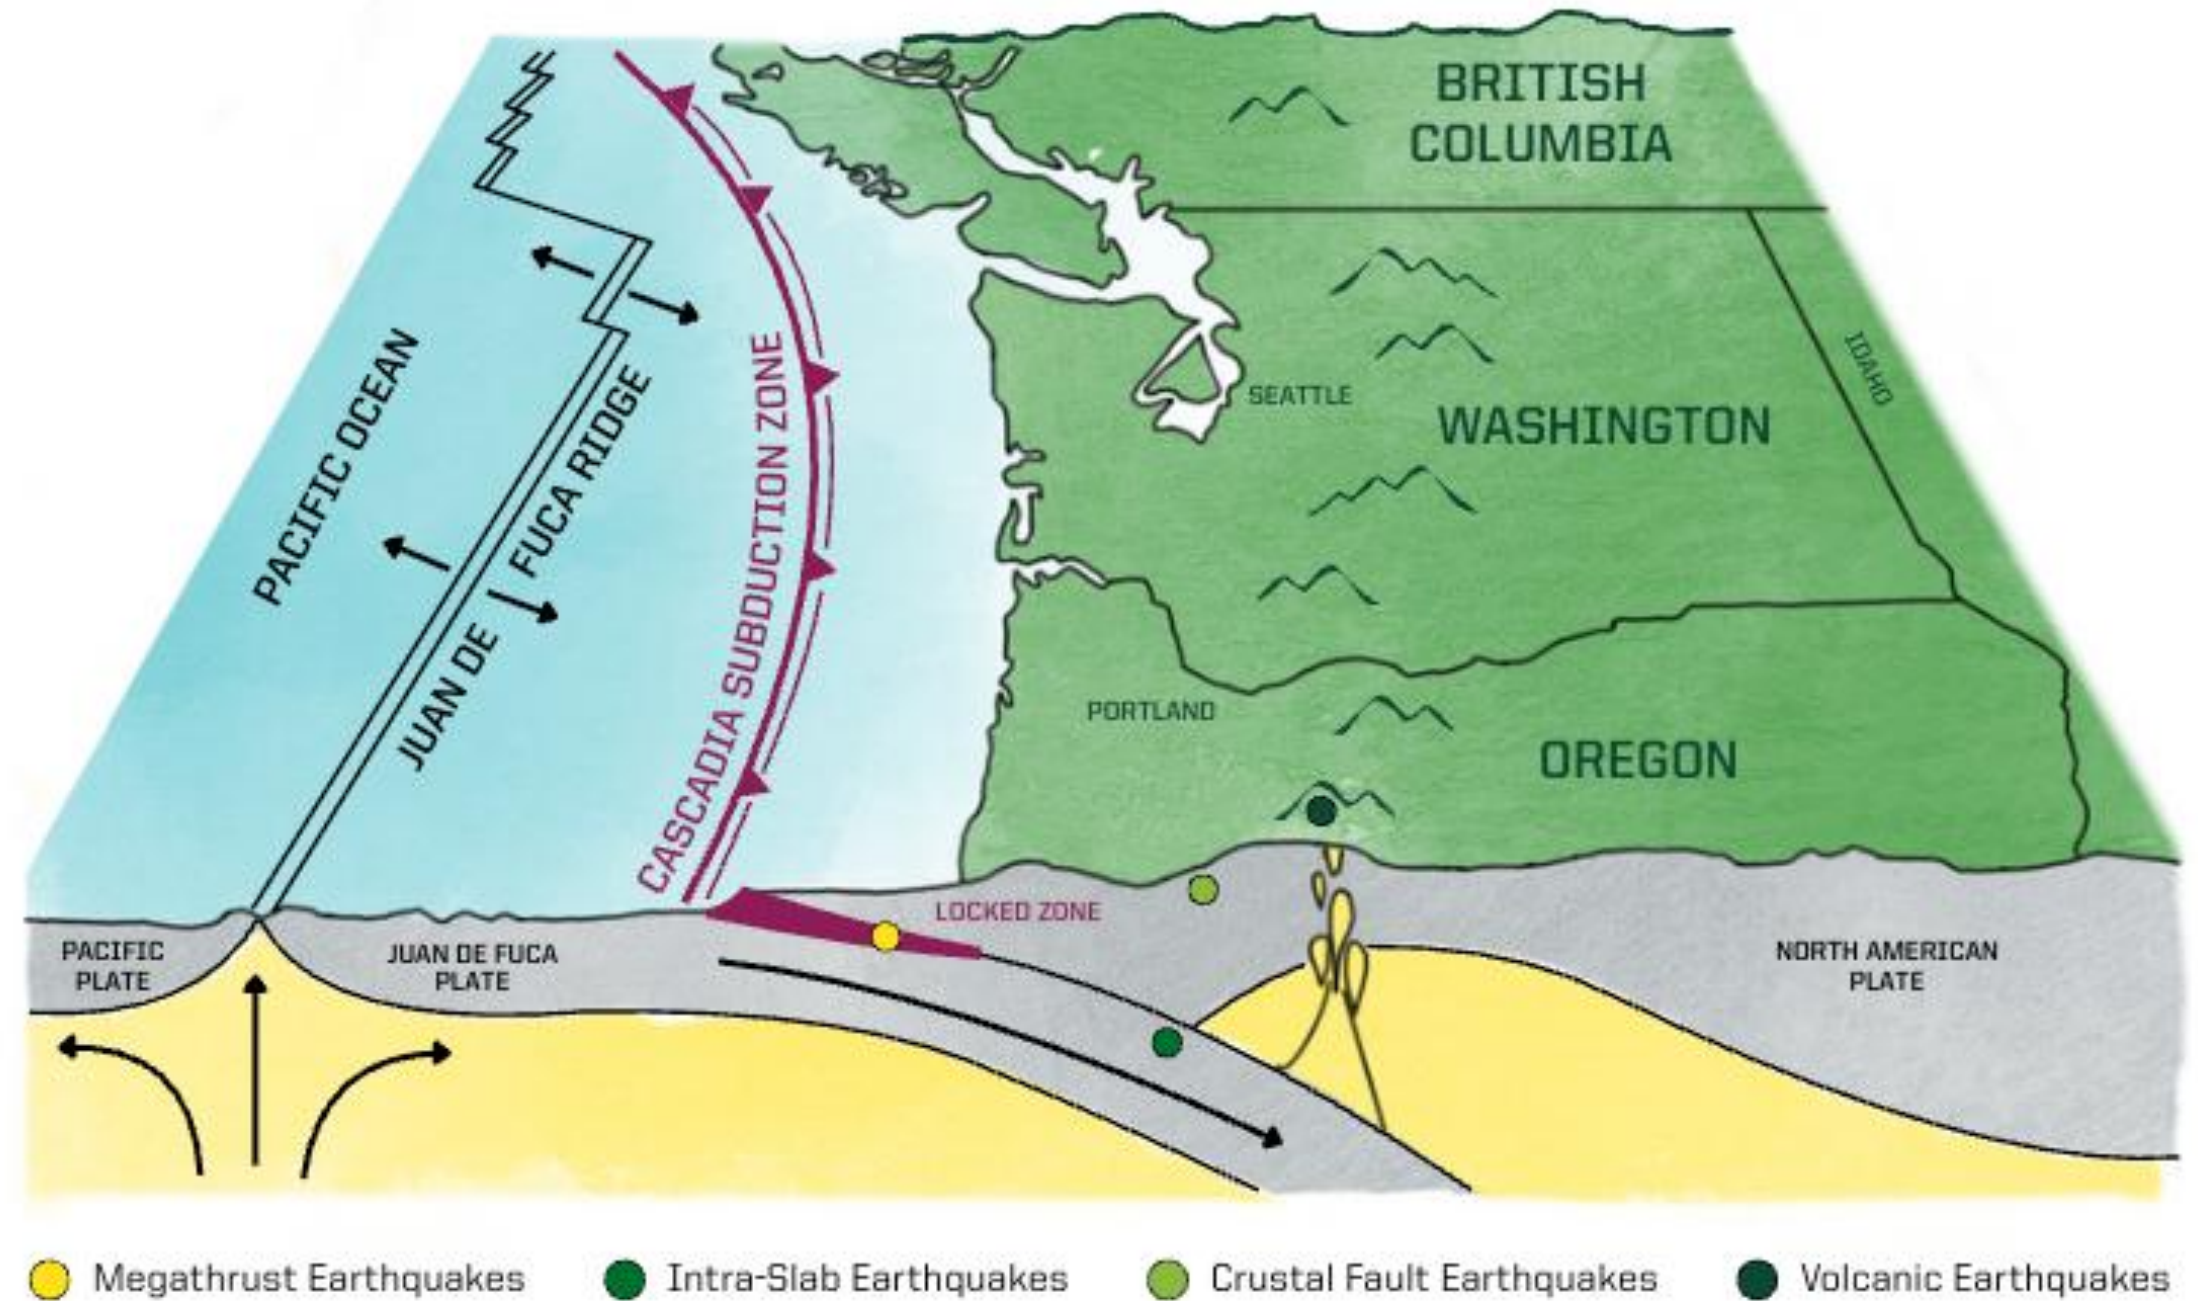 BRITISH
COLUMBIA
PACIFIC OCEAN
JUAN DE FUCA RIDGE
CASCADIA SUBDUCTION ZONE
IDAHO
SEATTLE
WASHINGTON
PORTLAND
OREGON
LOCKED ZONE
PACIFIC
PLATE
JUAN DE FUCA
PLATE
NORTH AMERICAN
PLATE
Megathrust Earthquakes
Intra-Slab Earthquakes
Crustal Fault Earthquakes
Volcanic Earthquakes